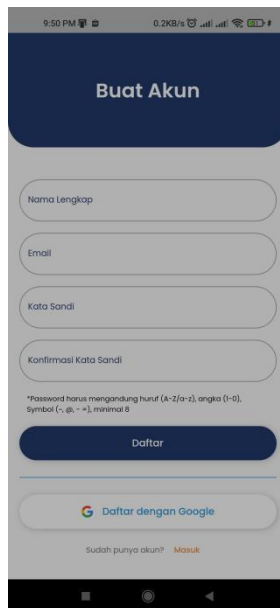 9:50 PM 0.2KB/s
Buat Akun
Nama Lengkap
Email
Kata Sandi
Konfirmasi Kata Sandi
*Password harus mengandung huruf (A-Z/a-z), angka (1-0),
Symbol (-, @, - =), minimal 8
Daftar
Daftar dengan Google
Sudah punya akun? Masuk